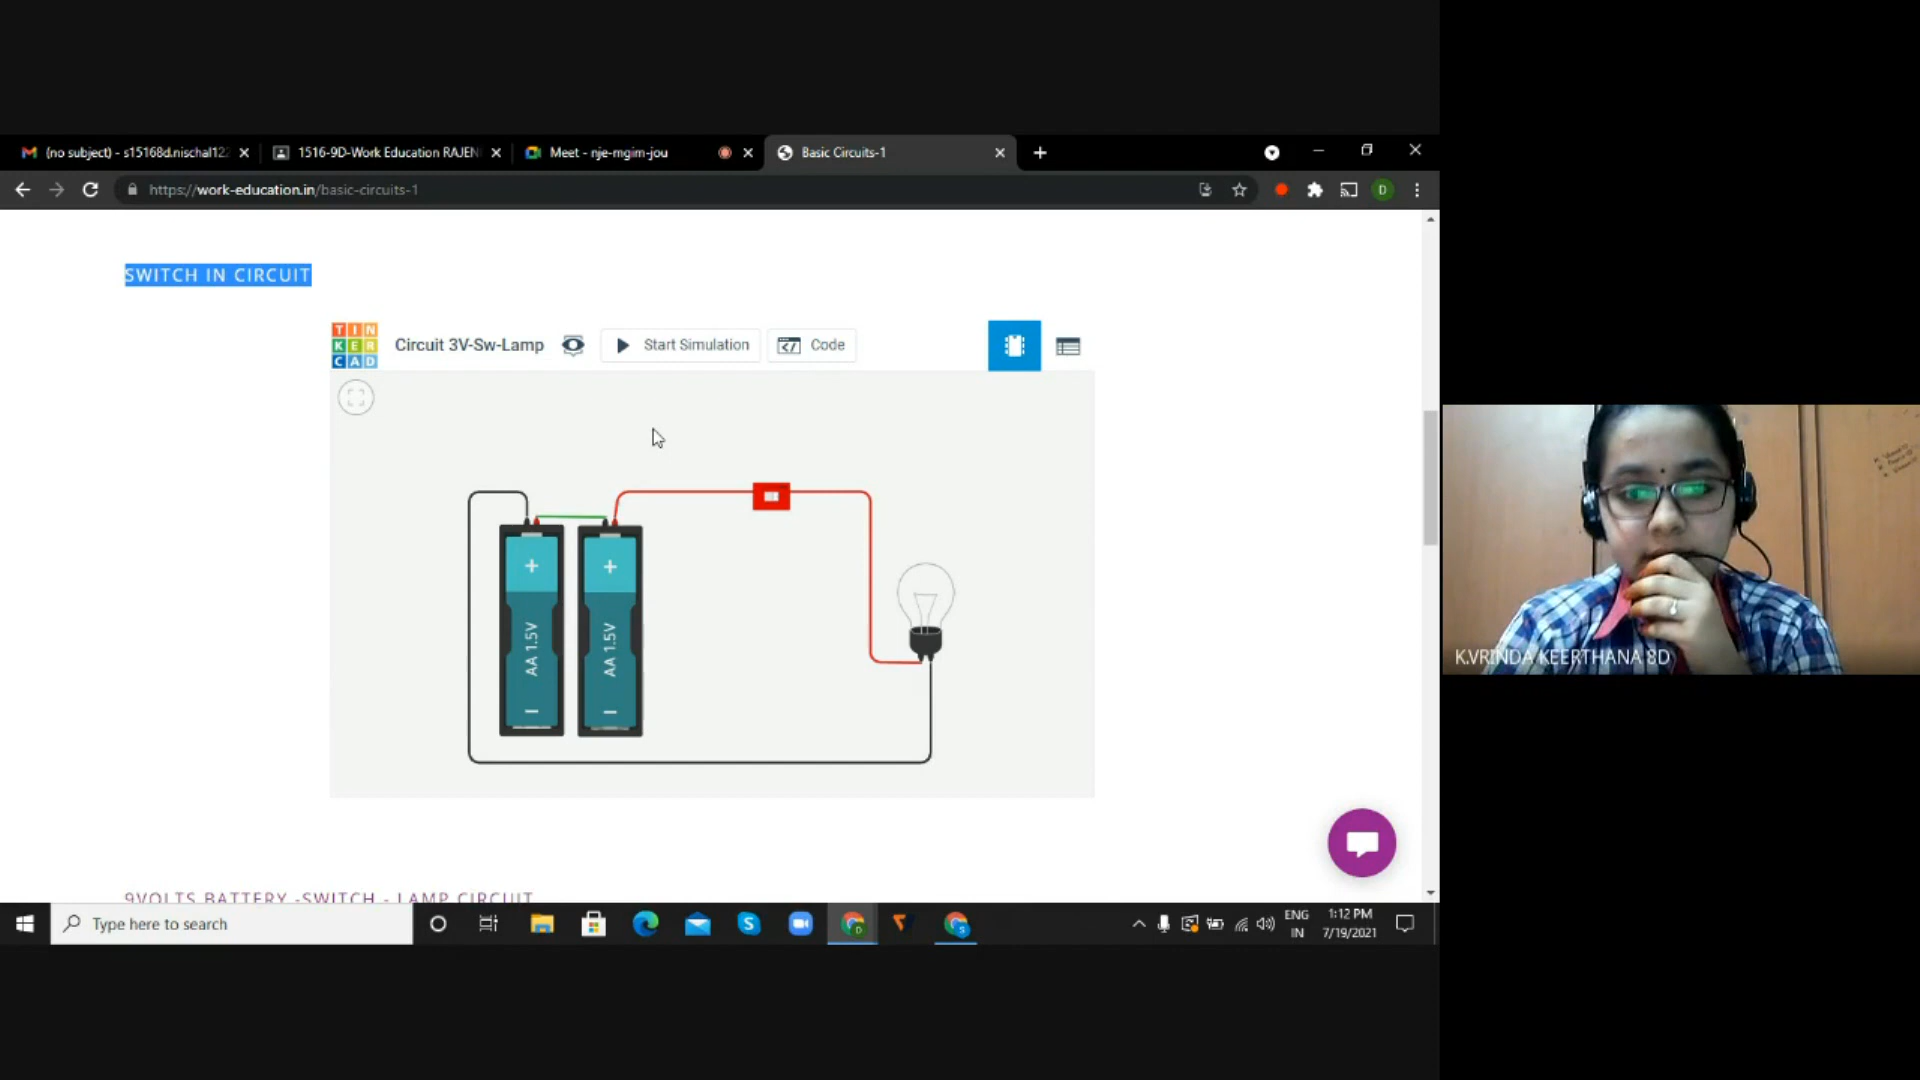 (no subject) - s15168d.nischal122
1516-9D-Work Education RAJEN
Meet - nje-mgim-jou
Basic Circuits-1
https://work-education.in/basic-circuits-1
D
SWITCH IN CIRCUIT
TIN
KER
CAD
Circuit 3V-Sw-Lamp
Start Simulation
Code
+
+
AA 1.5V
AA 1.5V
K.VRINDA KEERTHANA 8D
9VOLTS BATTERY -SWITCH - LAMP CIRCUIT
Type here to search
ENG
IN
1:12 PM
7/19/2021